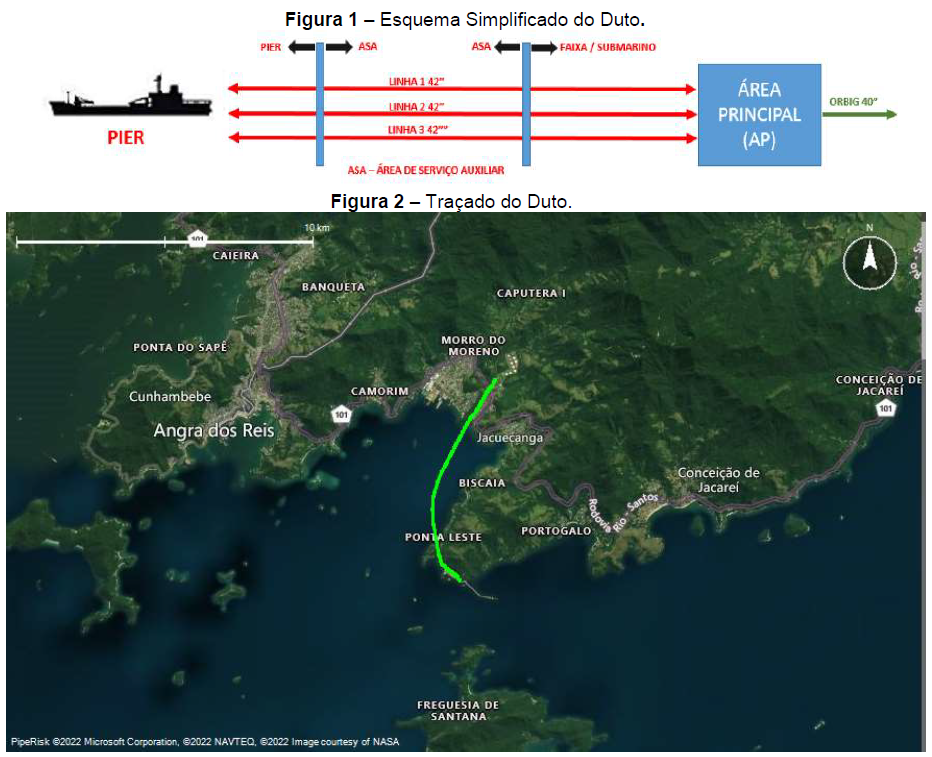 Figura 1 – Esquema Simplificado do Duto.
PIER ASA ASA FAIXA / SUBMARINO
LINHA 1 42"
LINHA 2 42"
LINHA 3 42""
PIER
ÁREA
PRINCIPAL
(AP)
ORBIG 40"
ASA – ÁREA DE SERVIÇO AUXILIAR
Figura 2 – Traçado do Duto.
10 km
N
101
CAIEIRA
BANQUETA
CAPUTERA I
PONTA DO SAPÊ
MORRO DO
MORENO
Cunhambebe
CAMORIM
CONCEIÇÃO DE
JACAREÍ
101
101
Angra dos Reis
Jacuecanga
BISCAIA
Conceição de
Jacareí
Rodovia Rio - Santos
PONTA LESTE
PORTOGALO
FREGUESIA DE
SANTANA
PipeRisk ©2022 Microsoft Corporation, ©2022 NAVTEQ, ©2022 Image courtesy of NASA